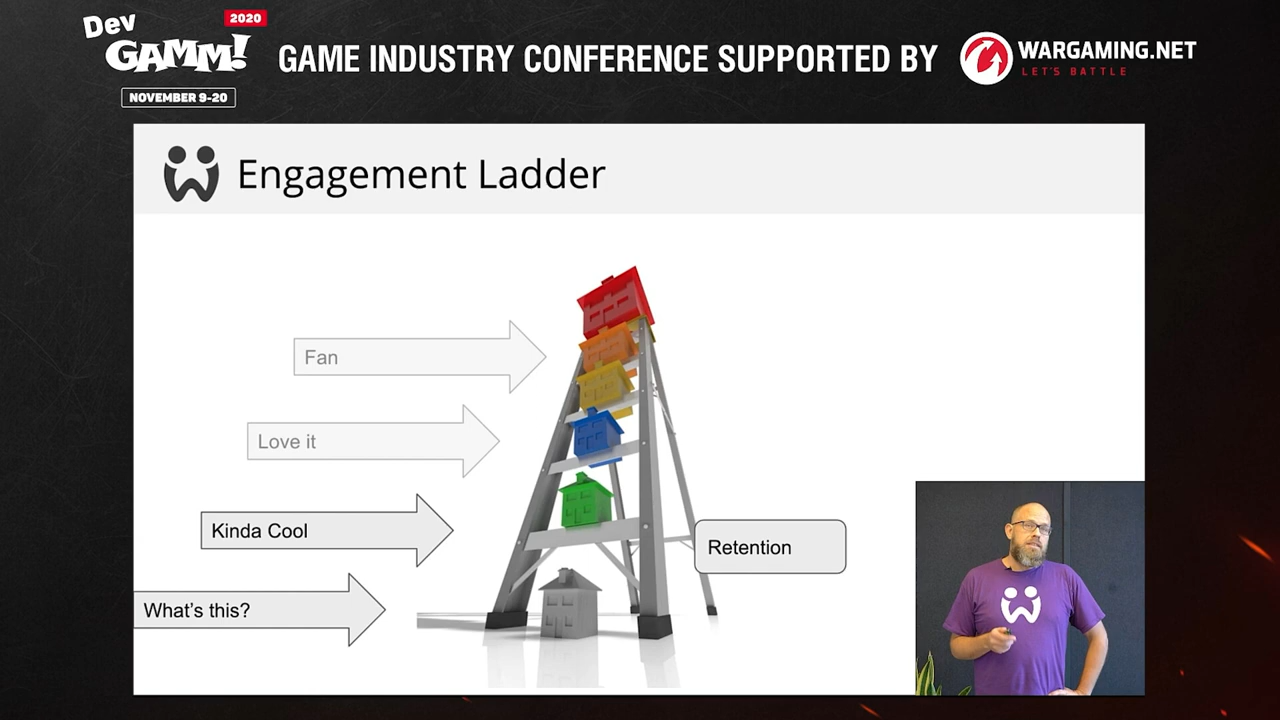 Dev
GAMM!
2020
NOVEMBER 9-20
GAME INDUSTRY CONFERENCE SUPPORTED BY
WARGAMING.NET
LET'S BATTLE
Engagement Ladder
Fan
Love it
Kinda Cool
What's this?
Retention